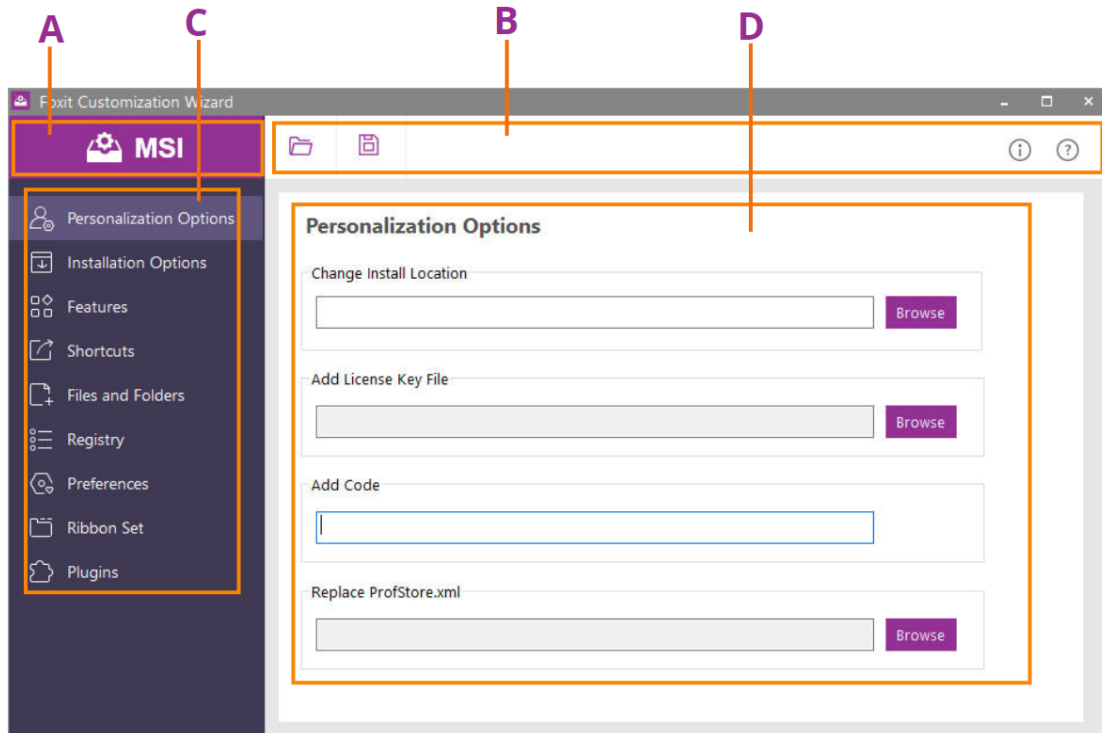 A
C
B
D
Foxit Customization Wizard
MSI
Personalization Options
Installation Options
Features
Shortcuts
Files and Folders
Registry
Preferences
Ribbon Set
Plugins
Personalization Options
Change Install Location
Browse
Add License Key File
Browse
Add Code
Replace ProfStore.xml
Browse